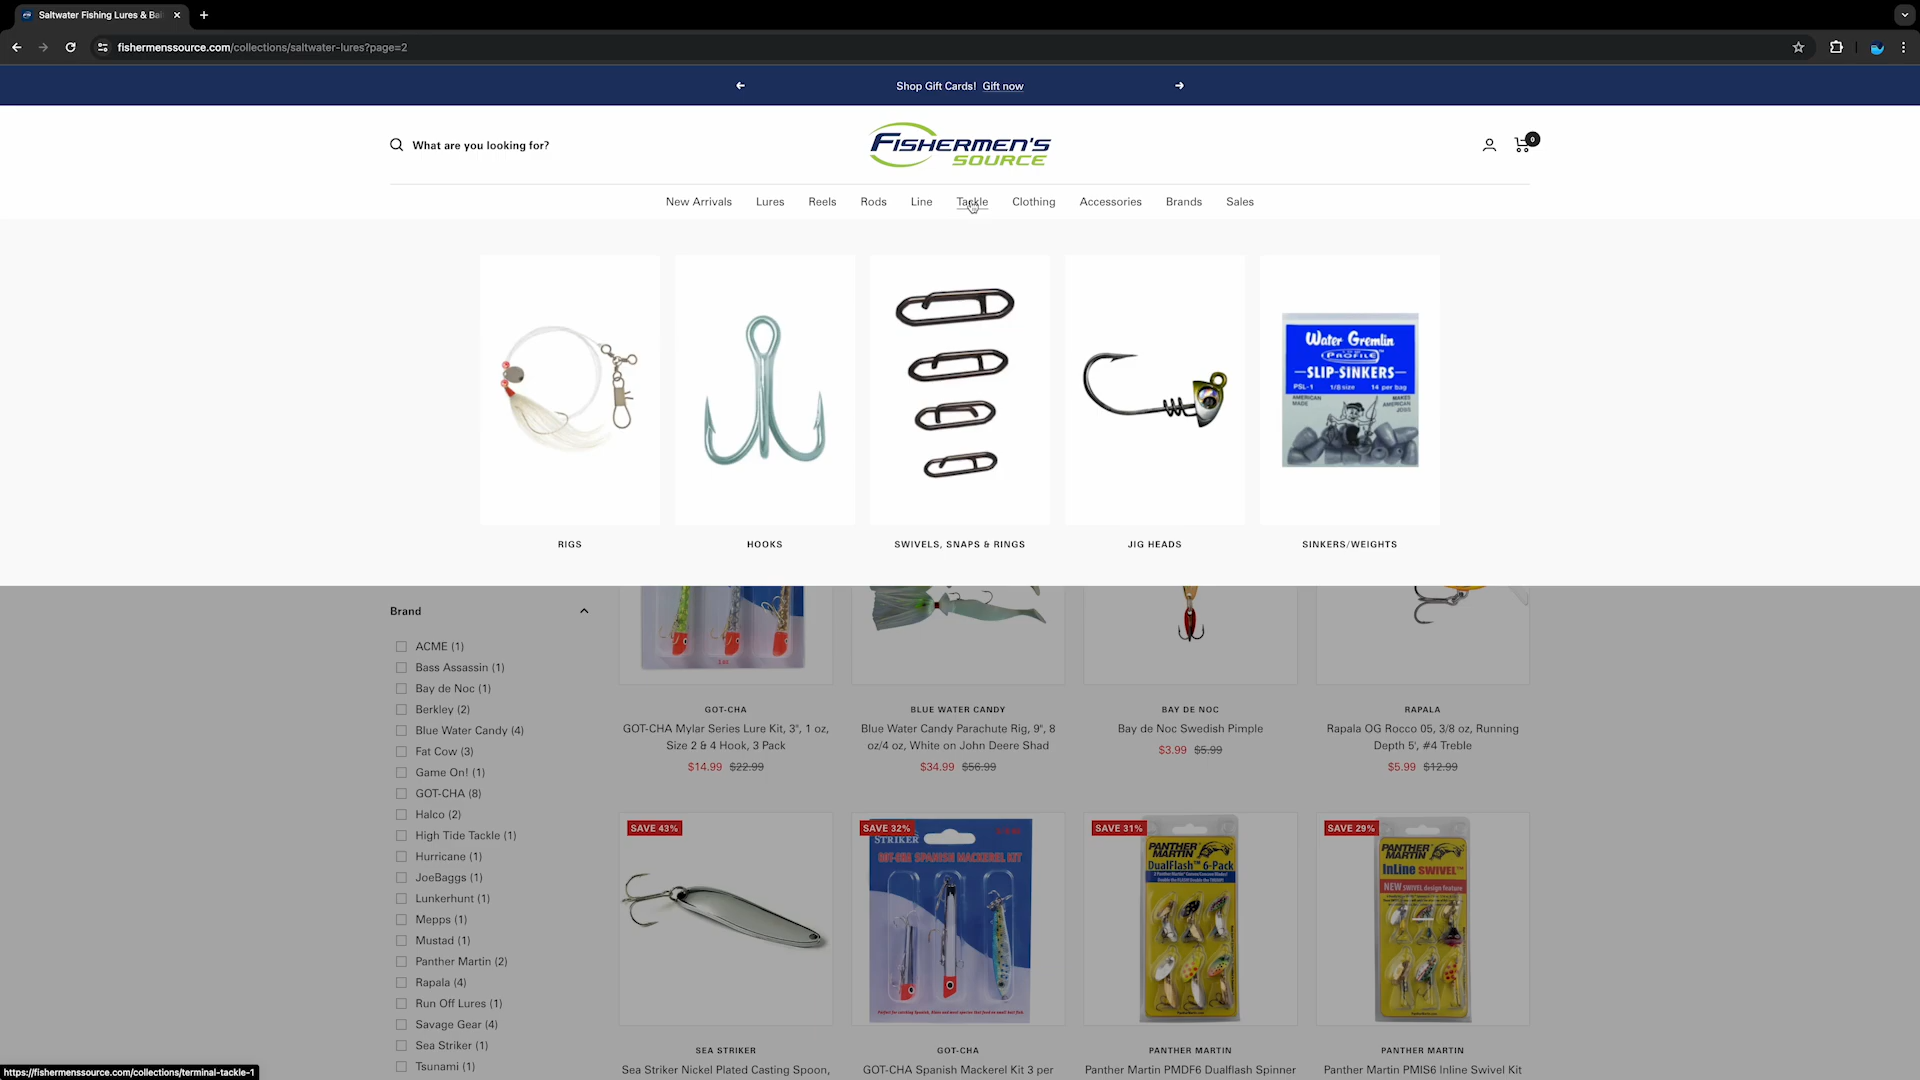 Saltwater Fishing Lures & Ba
fishermenssource.com/collections/saltwater-lures?page=2
Shop Gift Cards! Gift now
What are you looking for?
FISHERMEN'S
SOURCE
0
New Arrivals Lures Reels Rods Line Tackle Clothing Accessories Brands Sales
Water Gremlin
PROFILE
SLIP-SINKERS
PSL-1 1/8 size 14 per bag
AMERICAN MADE
MAKES AMERICAN JOBS
RIGS
HOOKS
SWIVELS, SNAPS & RINGS
JIG HEADS
SINKERS/WEIGHTS
Brand
ACME (1)
Bass Assassin (1)
Bay de Noc (1)
Berkley (2)
Blue Water Candy (4)
Fat Cow (3)
Game On! (1)
GOT-CHA (8)
Halco (2)
High Tide Tackle (1)
Hurricane (1)
JoeBaggs (1)
Lunkerhunt (1)
Mepps (1)
Mustad (1)
Panther Martin (2)
Rapala (4)
Run Off Lures (1)
Savage Gear (4)
Sea Striker (1)
Tsunami (1)
GOT-CHA
GOT-CHA Mylar Series Lure Kit, 3", 1 oz,
Size 2 & 4 Hook, 3 Pack
$14.99 $22.99
BLUE WATER CANDY
Blue Water Candy Parachute Rig, 9", 8
oz/4 oz, White on John Deere Shad
$34.99 $56.99
BAY DE NOC
Bay de Noc Swedish Pimple
$3.99 $5.99
RAPALA
Rapala OG Rocco 05, 3/8 oz, Running
Depth 5', #4 Treble
$5.99 $12.99
SAVE 43%
SEA STRIKER
Sea Striker Nickel Plated Casting Spoon,
SAVE 32%
STRIKER
SPANISH MACKEREL KIT
GOT-CHA
GOT-CHA Spanish Mackerel Kit 3 per
SAVE 31%
PANTHER
MARTIN
DualFlash™ 6-Pack
PANTHER MARTIN
Panther Martin PMDF6 Dualflash Spinner
SAVE 29%
PANTHER
MARTIN
InLine SWIVEL™
NEW SWIVEL design feature
PANTHER MARTIN
Panther Martin PMIS6 Inline Swivel Kit
https://fishermenssource.com/collections/terminal-tackle-1